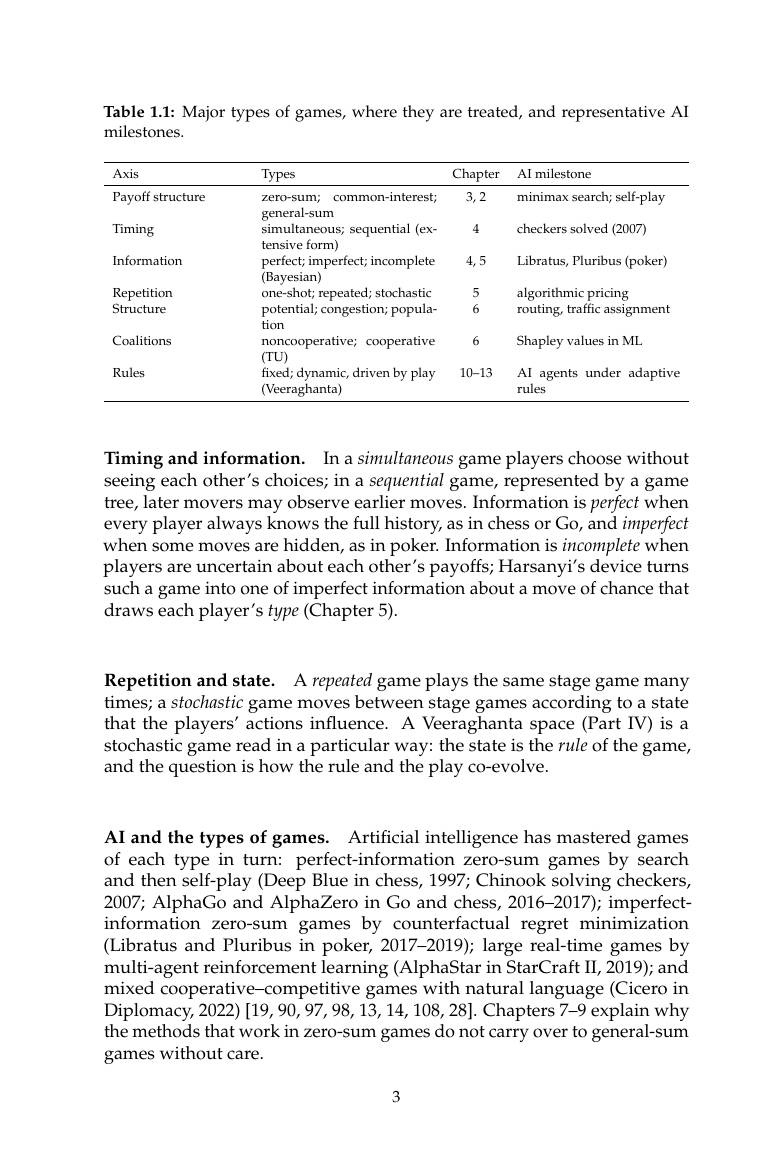 Table 1.1: Major types of games, where they are treated, and representative AI
milestones.
Axis Types Chapter AI milestone
Payoff structure zero-sum; common-interest; 3, 2 minimax search; self-play
general-sum
Timing simultaneous; sequential (ex- 4 checkers solved (2007)
tensive form)
Information perfect; imperfect; incomplete 4, 5 Libratus, Pluribus (poker)
(Bayesian)
Repetition one-shot; repeated; stochastic 5 algorithmic pricing
Structure potential; congestion; popula- 6 routing, traffic assignment
tion
Coalitions noncooperative; cooperative 6 Shapley values in ML
(TU)
Rules fixed; dynamic, driven by play 10–13 AI agents under adaptive
(Veeraghanta) rules
Timing and information. In a simultaneous game players choose without
seeing each other's choices; in a sequential game, represented by a game
tree, later movers may observe earlier moves. Information is perfect when
every player always knows the full history, as in chess or Go, and imperfect
when some moves are hidden, as in poker. Information is incomplete when
players are uncertain about each other's payoffs; Harsanyi's device turns
such a game into one of imperfect information about a move of chance that
draws each player's type (Chapter 5).
Repetition and state. A repeated game plays the same stage game many
times; a stochastic game moves between stage games according to a state
that the players' actions influence. A Veeraghanta space (Part IV) is a
stochastic game read in a particular way: the state is the rule of the game,
and the question is how the rule and the play co-evolve.
AI and the types of games. Artificial intelligence has mastered games
of each type in turn: perfect-information zero-sum games by search
and then self-play (Deep Blue in chess, 1997; Chinook solving checkers,
2007; AlphaGo and AlphaZero in Go and chess, 2016–2017); imperfect-
information zero-sum games by counterfactual regret minimization
(Libratus and Pluribus in poker, 2017–2019); large real-time games by
multi-agent reinforcement learning (AlphaStar in StarCraft II, 2019); and
mixed cooperative–competitive games with natural language (Cicero in
Diplomacy, 2022) [19, 90, 97, 98, 13, 14, 108, 28]. Chapters 7–9 explain why
the methods that work in zero-sum games do not carry over to general-sum
games without care.
3